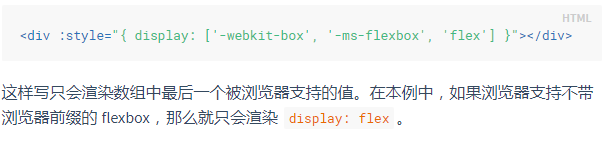 HTML
<div :style="{ display: ['-webkit-box', '-ms-flexbox', 'flex'] }"></div>
这样写只会渲染数组中最后一个被浏览器支持的值。在本例中，如果浏览器支持不带
浏览器前缀的 flexbox，那么就只会渲染 display: flex 。